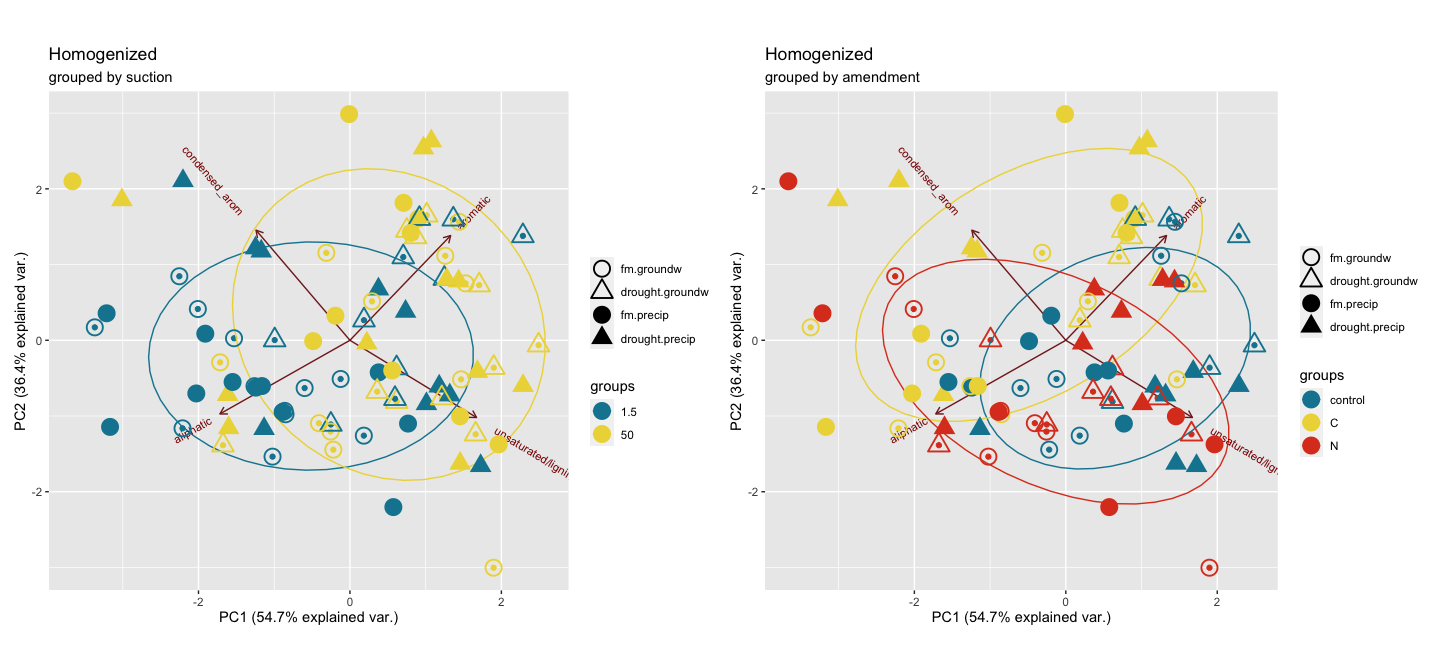 Homogenized
grouped by suction
condensed_arom
aliphatic
2
0
-2
PC2 (36.4% explained var.)
-2
0
2
PC1 (54.7% explained var.)
fm.groundw
drought.groundw
fm.precip
drought.precip
groups
1.5
50
Homogenized
grouped by amendment
condensed_arom
aromatic
aliphatic
2
0
-2
PC2 (36.4% explained var.)
-2
0
2
PC1 (54.7% explained var.)
fm.groundw
drought.groundw
fm.precip
drought.precip
groups
control
C
N